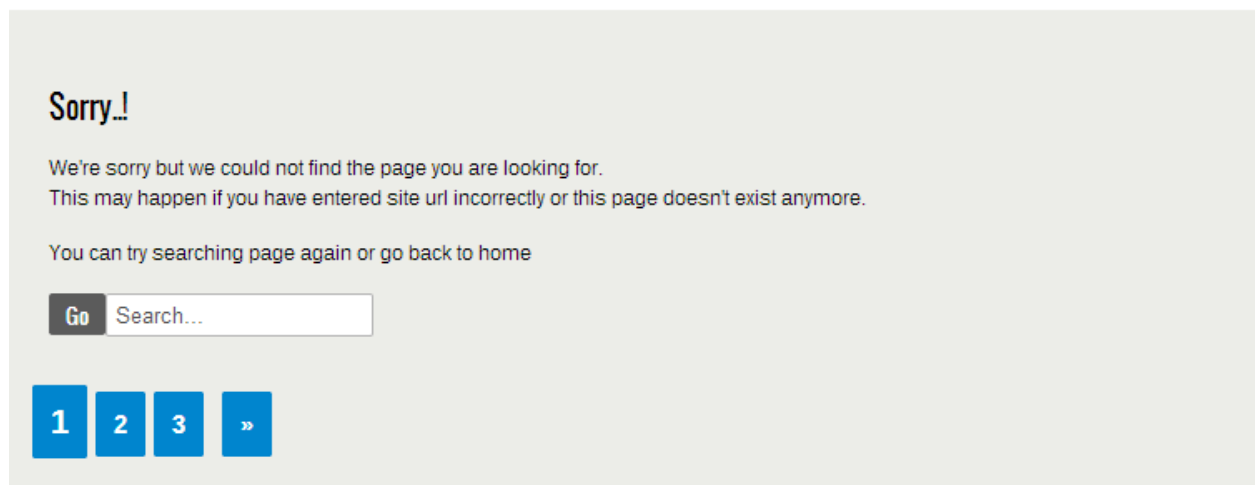 Sorry..!
We're sorry but we could not find the page you are looking for.
This may happen if you have entered site url incorrectly or this page doesn't exist anymore.
You can try searching page again or go back to home
Go Search...
1 2 3 »